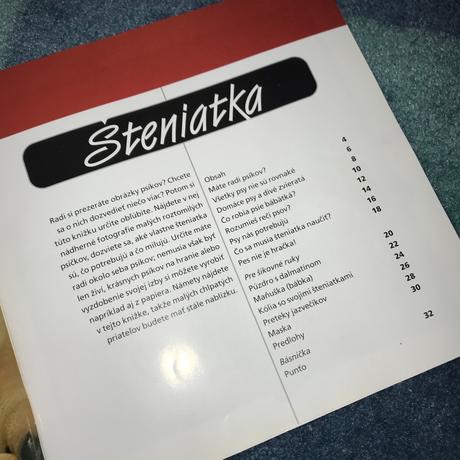 Šteniatka
Radi si prezeráte obrázky psíkov? Chcete
sa o nich dozvedieť niečo viac? Potom si
túto knižku určite obľúbite. Nájdete v nej
nádherné fotografie malých roztomilých
psíčkov, dozviete sa, aké vlastne šteniatka
sú, čo potrebujú a čo milujú. Určite máte
radi okolo seba psíkov, nemusia však byť
len živí, krásnych psíkov na hranie alebo
vyzdobenie svojej izby si môžete vyrobiť
napríklad aj z papiera. Námety nájdete
v tejto knižke, takže malých chlpatých
priateľov budete mať stále nablízku.
Obsah
Máte radi psíkov? 4
Všetky psy nie sú rovnaké 6
Domáce psy a divé zvieratá 8
Čo robia psie bábätká? 10
Rozumieš reči psov? 12
Psy nás potrebujú 14
Čo sa musia šteniatka naučiť? 16
Pes nie je hračka! 18
Pre šikovné ruky
Púzdro s dalmatínom 20
Maňuška (bábka) 22
Kólia so svojimi šteniatkami 24
Preteky jazvečíkov 26
Maska 28
Predlohy 30
Básnička
Punťo 32